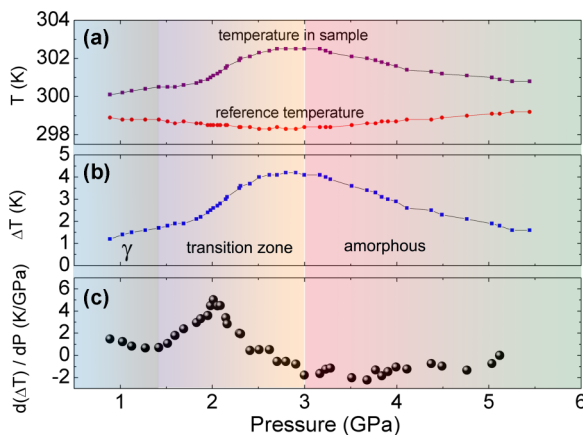 (a)
temperature in sample
reference temperature
T (K)
304
302
300
298
(b)
ΔT (K)
5
4
3
2
1
0
γ
transition zone
amorphous
(c)
d(ΔT) / dP (K/GPa)
6
4
2
0
-2
1 2 3 4 5 6
Pressure (GPa)